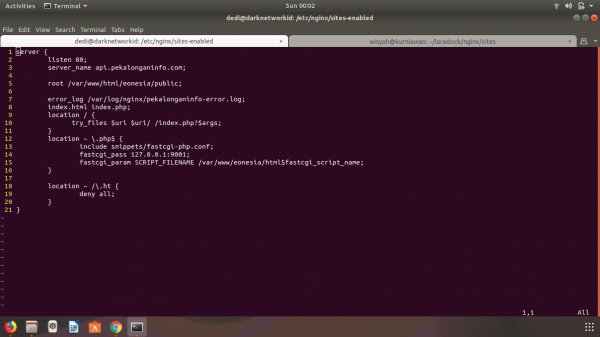 Activities Terminal Sun 00:02
dedi@darknetworkid: /etc/nginx/sites-enabled
File Edit View Search Terminal Tabs Help
dedi@darknetworkid: /etc/nginx/sites-enabled × wisyah@kurniawan: ~/laradock/nginx/sites ×
1 server {
2 listen 80;
3 server_name api.pekalonganinfo.com;
4
5 root /var/www/html/eonesia/public;
6
7 error_log /var/log/nginx/pekalonganinfo-error.log;
8 index.html index.php;
9 location / {
10 try_files $uri $uri/ /index.php?$args;
11 }
12 location ~ \.php$ {
13 include snippets/fastcgi-php.conf;
14 fastcgi_pass 127.0.0.1:9001;
15 fastcgi_param SCRIPT_FILENAME /var/www/eonesia/html$fastcgi_script_name;
16 }
17
18 location ~ /\.ht {
19 deny all;
20 }
21 }
~
~
~
~
~
~
~
~
~
~
~
1,1 All